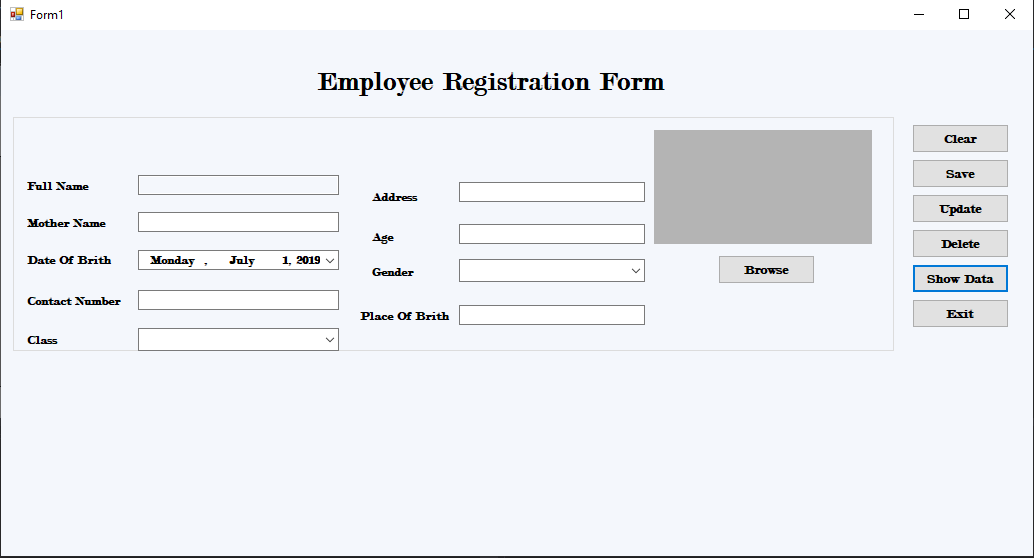 Form1
Employee Registration Form
Full Name
Mother Name
Date Of Brith Monday , July 1, 2019
Contact Number
Class
Address
Age
Gender
Place Of Brith
Browse
Clear
Save
Update
Delete
Show Data
Exit